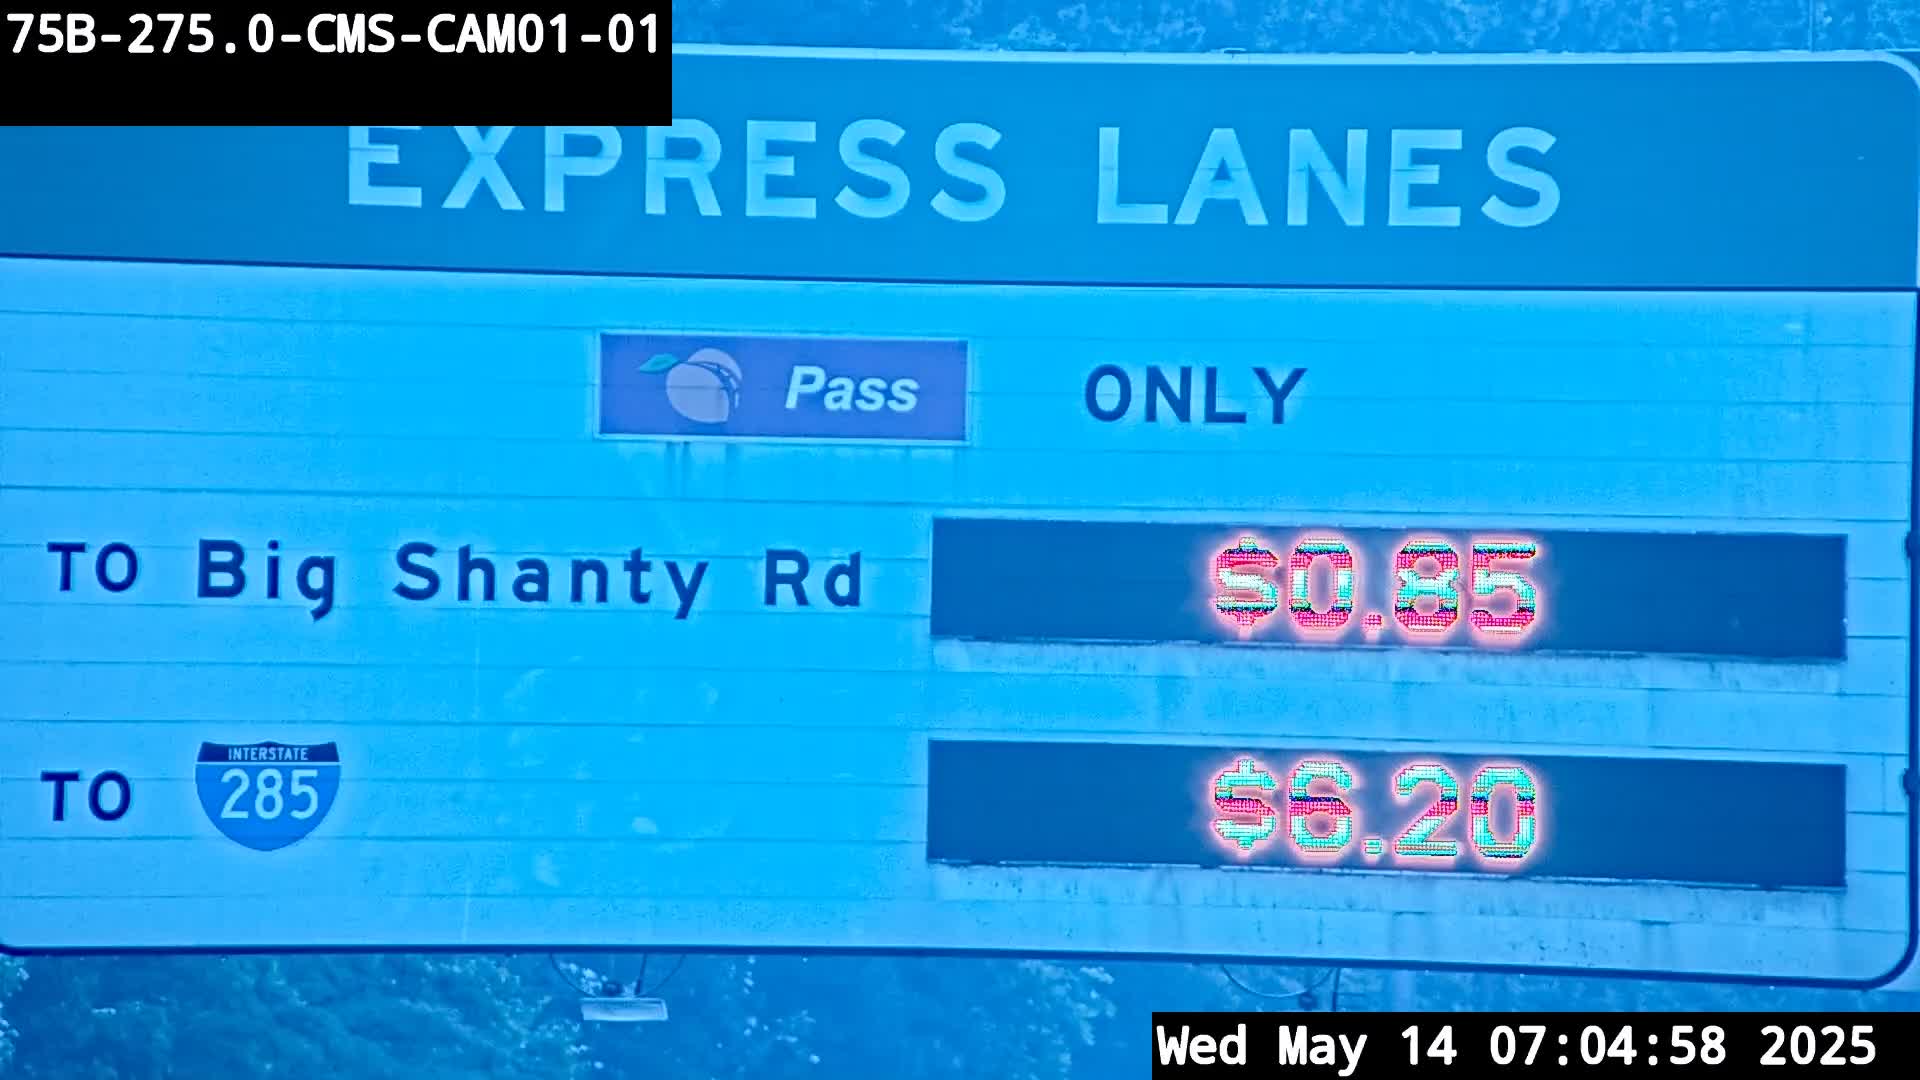 75B-275.0-CMS-CAM01-01
EXPRESS LANES
Pass ONLY
TO Big Shanty Rd $0.85
INTERSTATE
TO 285 $6.20
Wed May 14 07:04:58 2025